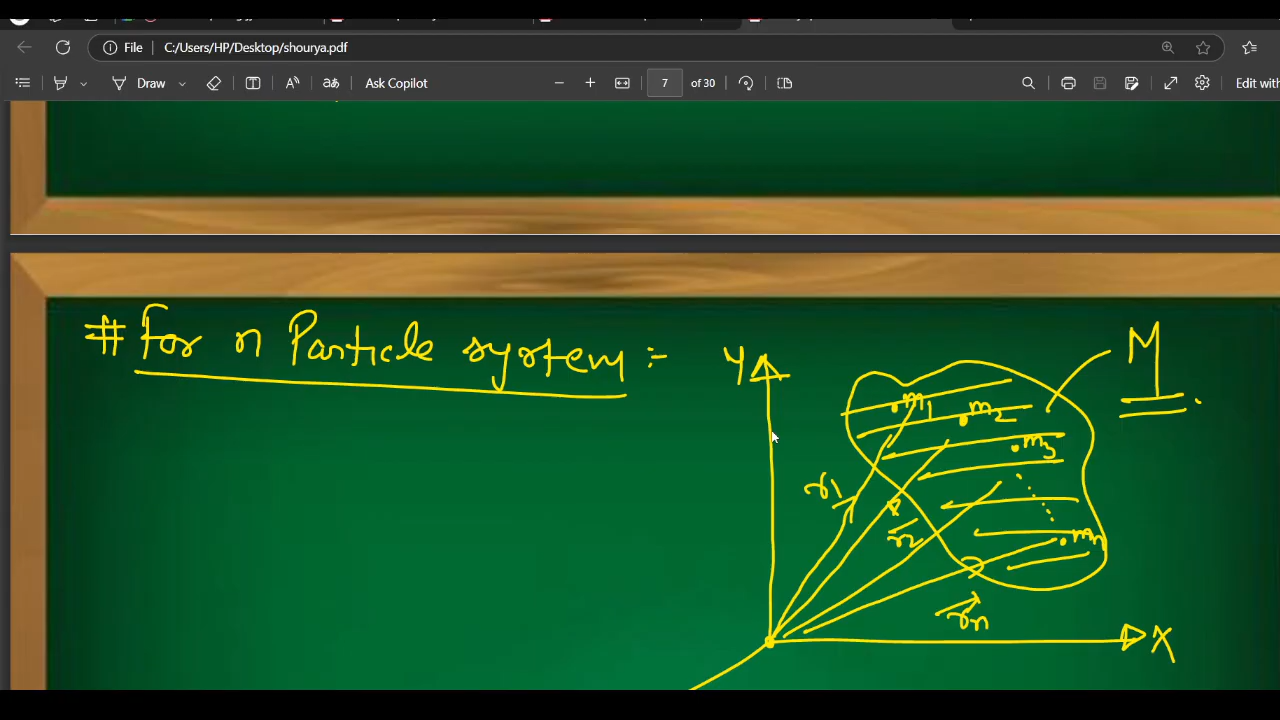 File | C:/Users/HP/Desktop/shourya.pdf
Draw Ask Copilot 7 of 30 Edit with
# For n Particle system :-
Y
M
m1
m2
m3
mn
r1
r2
rn
X